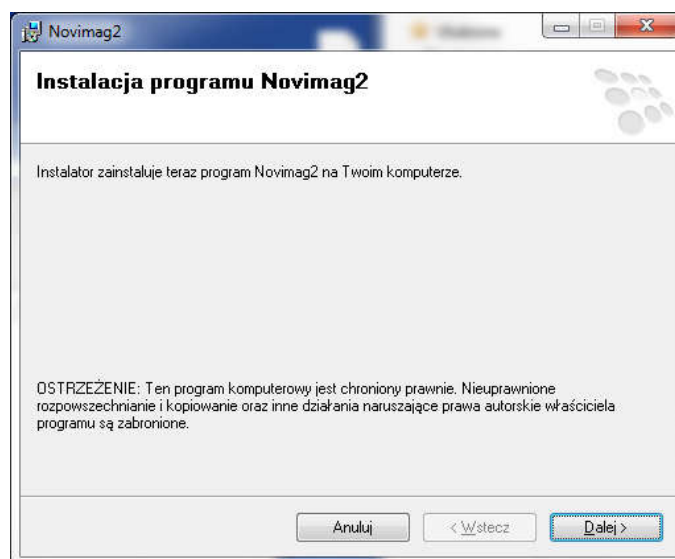 Novimag2
Instalacja programu Novimag2
Instalator zainstaluje teraz program Novimag2 na Twoim komputerze.
OSTRZEŻENIE: Ten program komputerowy jest chroniony prawnie. Nieuprawnione
rozpowszechnianie i kopiowanie oraz inne działania naruszające prawa autorskie właściciela
programu są zabronione.
Anuluj
< Wstecz
Dalej >